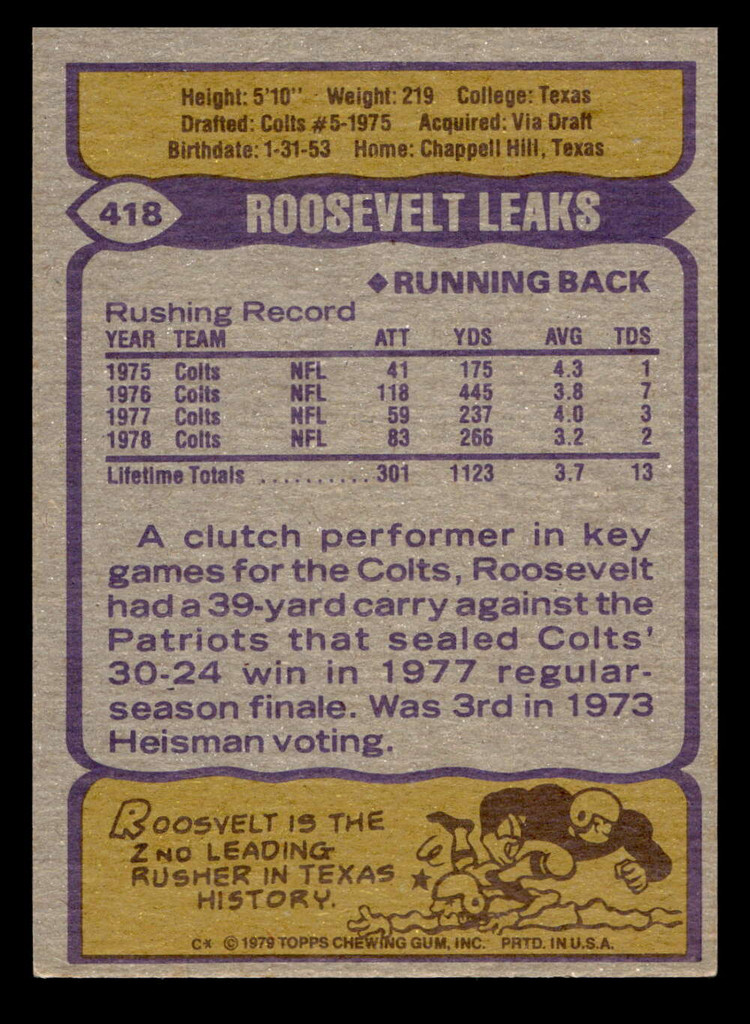 Height: 5'10" Weight: 219 College: Texas
Drafted: Colts #5-1975 Acquired: Via Draft
Birthdate: 1-31-53 Home: Chappell Hill, Texas
418 ROOSEVELT LEAKS
◆RUNNING BACK
Rushing Record
YEAR TEAM ATT YDS AVG TDS
1975 Colts NFL 41 175 4.3 1
1976 Colts NFL 118 445 3.8 7
1977 Colts NFL 59 237 4.0 3
1978 Colts NFL 83 266 3.2 2
Lifetime Totals ..........301 1123 3.7 13
A clutch performer in key
games for the Colts, Roosevelt
had a 39-yard carry against the
Patriots that sealed Colts'
30-24 win in 1977 regular-
season finale. Was 3rd in 1973
Heisman voting.
ROOSVELT IS THE
2ND LEADING
RUSHER IN TEXAS
HISTORY.
C* © 1979 TOPPS CHEWING GUM, INC. PRTD. IN U.S.A.